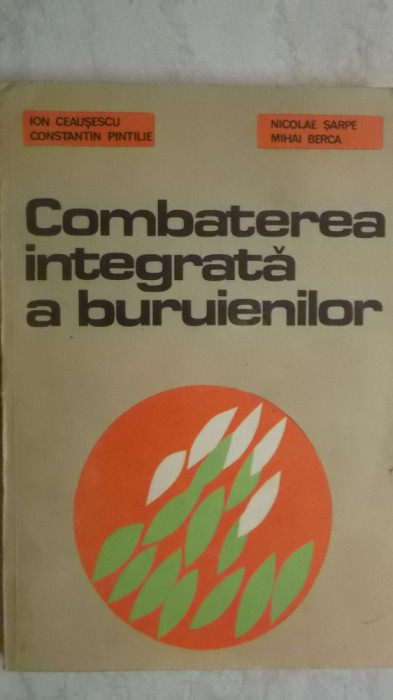 ION CEAUŞESCU
CONSTANTIN PINTILIE
NICOLAE ŞARPE
MIHAI BERCA
Combaterea
integrată
a buruienilor